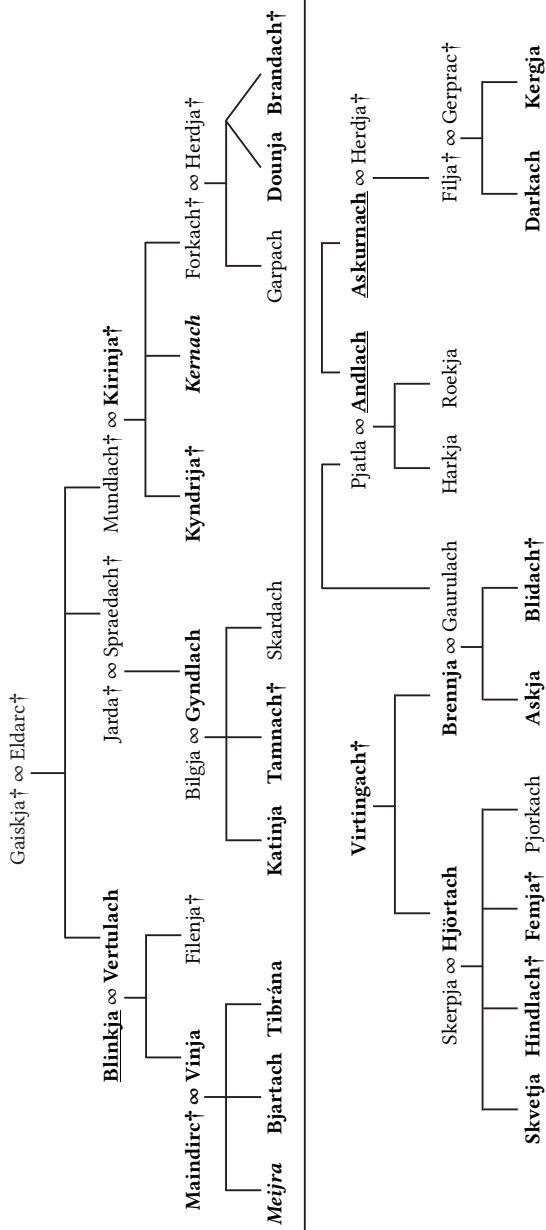 Gaiskja† ∞ Eldarc†
Blinkja ∞ Vertulach Jarda† ∞ Spraedach† Mundlach† ∞ Kirinja†
Maindirc† ∞ Vinja Filenja† Bilgja ∞ Gyndlach Kyndrija† Kernach Forkach† ∞ Herdja†
Meijra Bjartach Tibrána Katinja Tamnach† Skardach Garpach Dounja Brandach†
Virtingach† Pjatla ∞ Andlach Askurnach ∞ Herdja†
Skerpja ∞ Hjörtach Brennja ∞ Gaurulach Harkja Roekja Filja† ∞ Gerprac†
Skvetja Hindlach† Femja† Pjorkach Askja Blidach† Darkach Kergja